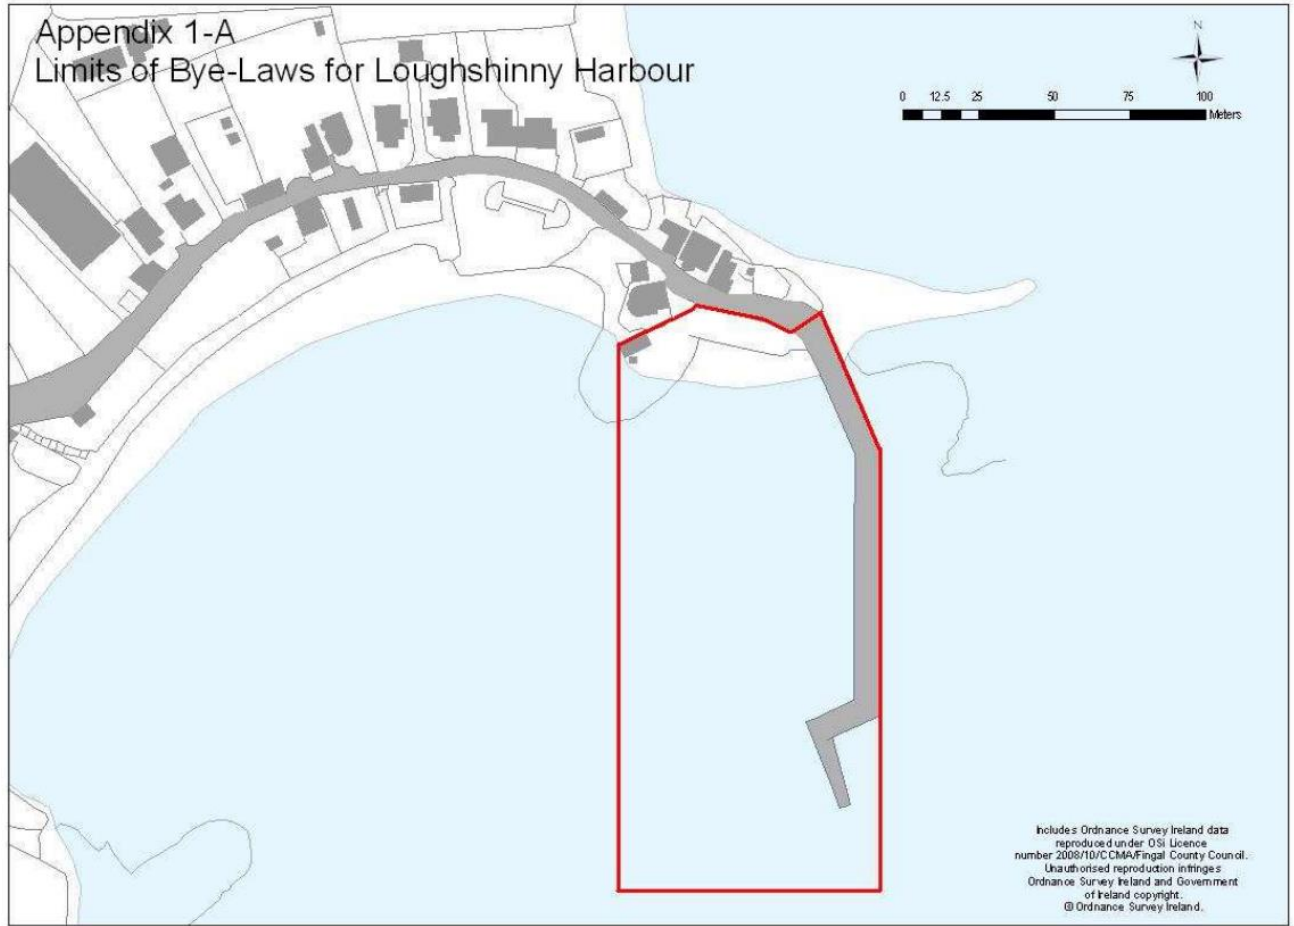 Appendix 1-A
Limits of Bye-Laws for Loughshinny Harbour
N
0 12.5 25 50 75 100
Meters
Includes Ordnance Survey Ireland data
reproduced under OSi Licence
number 2008/10/CCMA/Fingal County Council.
Unauthorised reproduction infringes
Ordnance Survey Ireland and Government
of Ireland copyright.
© Ordnance Survey Ireland.